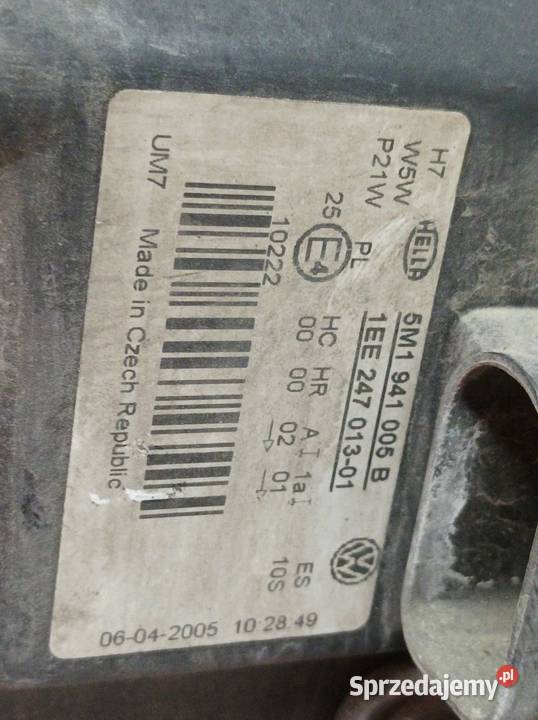 H7
W5W
P21W
HELLA
5M1 941 005 B
1EE 247 013-01
PL
25 E4
HC HR A 1a ES
00 00 02 01 10S
10222
UM7 Made in Czech Republic
06-04-2005 10:28:49
Sprzedajemy.pl